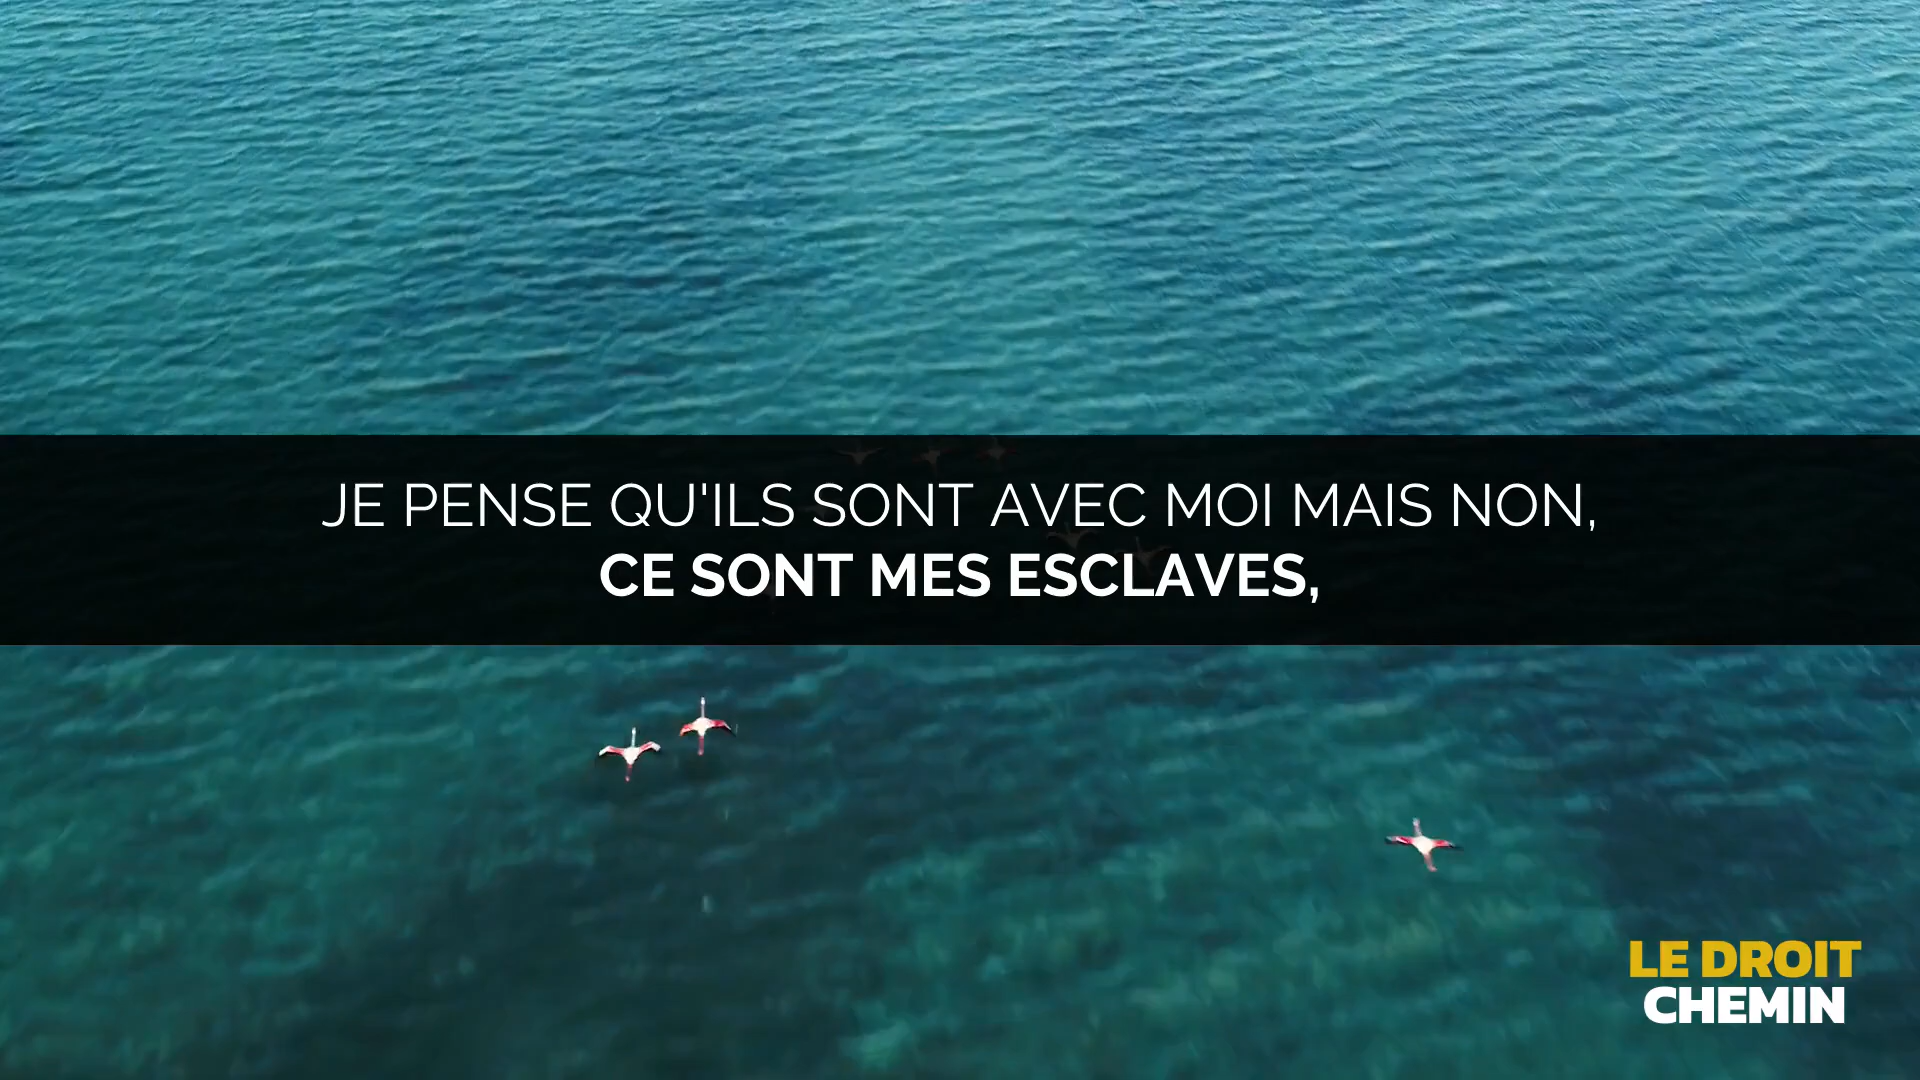 JE PENSE QU'ILS SONT AVEC MOI MAIS NON,
CE SONT MES ESCLAVES,
LE DROIT
CHEMIN